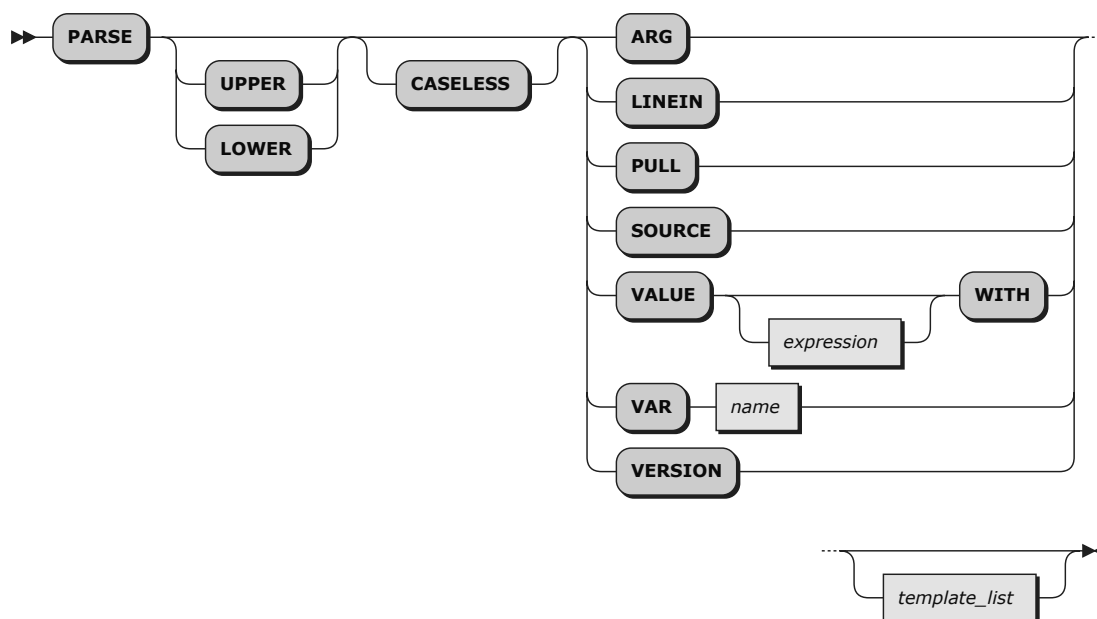 PARSE ARG
UPPER CASELESS LINEIN
LOWER PULL
SOURCE
VALUE WITH
expression
VAR name
VERSION
template_list